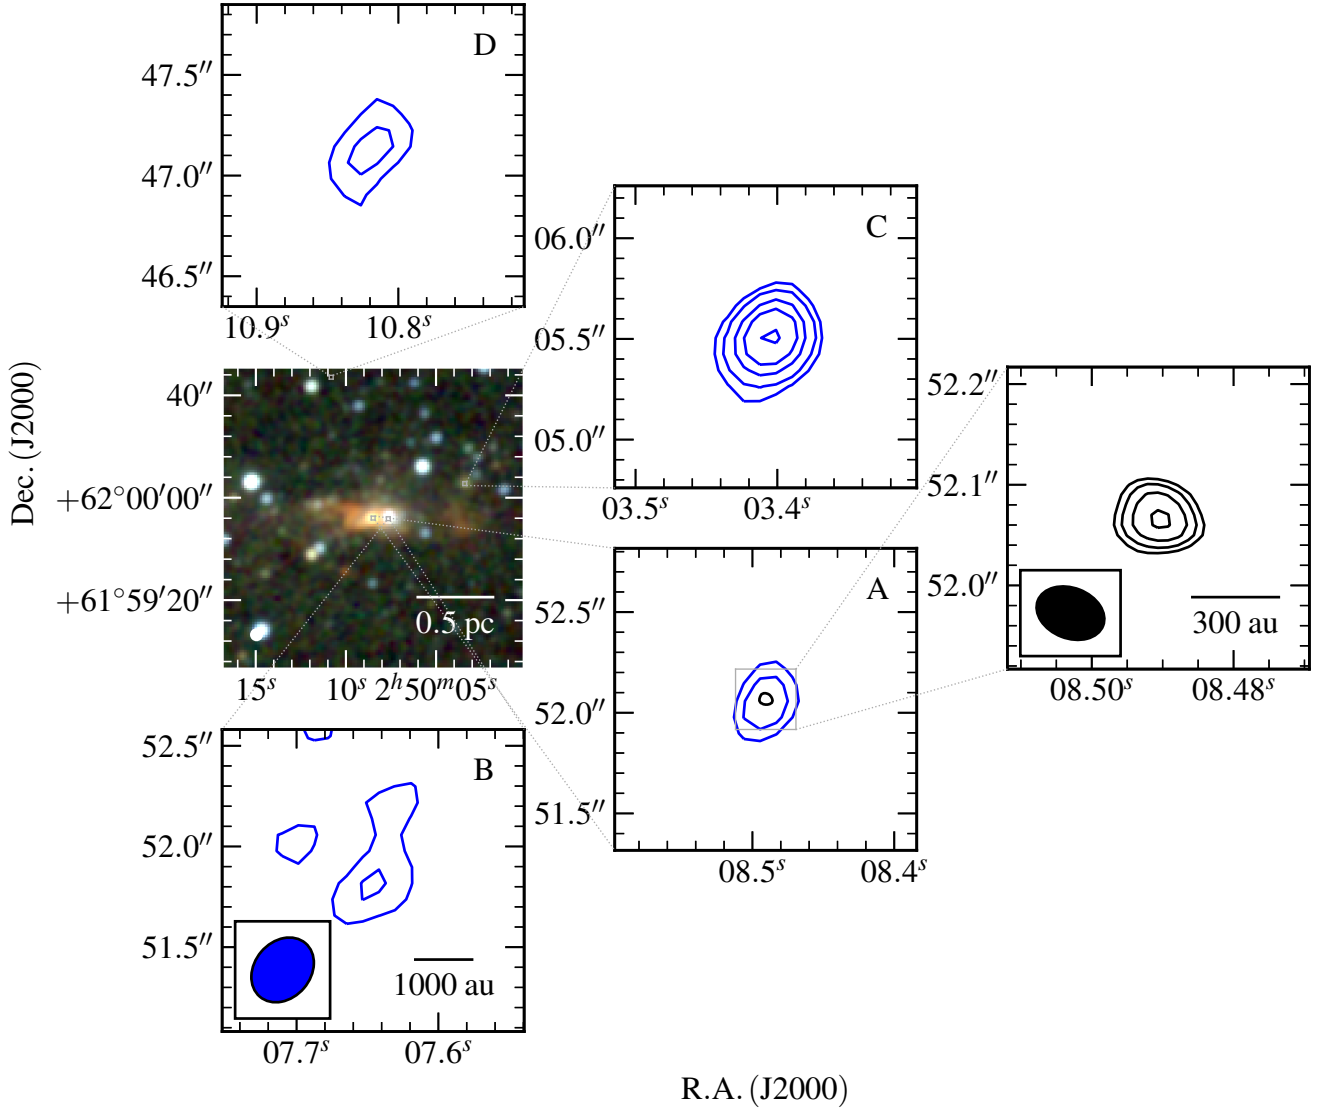 D
47.5″
47.0″
46.5″
10.9ˢ 10.8ˢ
C
06.0″
05.5″
05.0″
03.5ˢ 03.4ˢ
Dec. (J2000)
40″
+62°00′00″
+61°59′20″
0.5 pc
15ˢ 10ˢ 2ʰ50ᵐ05ˢ
52.2″
52.1″
52.0″
300 au
08.50ˢ 08.48ˢ
A
52.5″
52.0″
51.5″
08.5ˢ 08.4ˢ
B
52.5″
52.0″
51.5″
1000 au
07.7ˢ 07.6ˢ
R.A. (J2000)